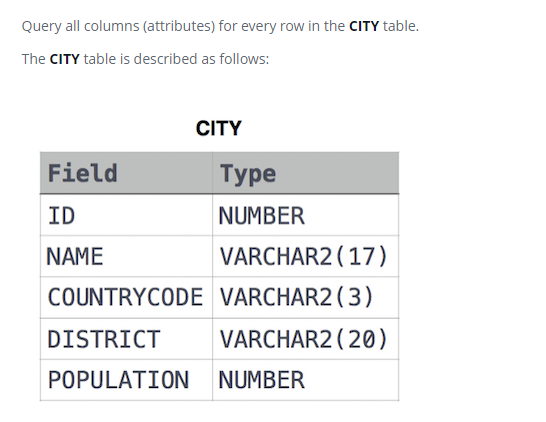 Query all columns (attributes) for every row in the CITY table.
The CITY table is described as follows:
CITY
Field Type
ID NUMBER
NAME VARCHAR2(17)
COUNTRYCODE VARCHAR2(3)
DISTRICT VARCHAR2(20)
POPULATION NUMBER